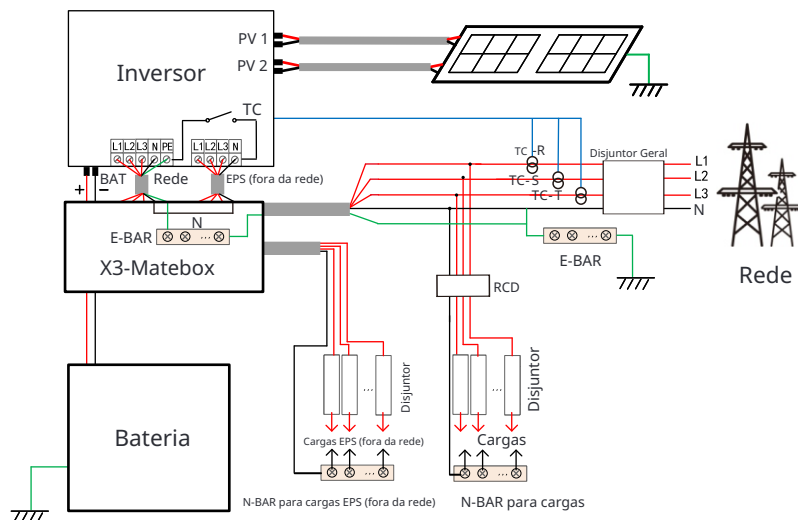 PV 1
PV 2
Inversor
TC
L1 L2 L3 N PE
L1 L2 L3 N
BAT
Rede
EPS (fora da rede)
+
−
TC -R
TC-S
TC-T
Disjuntor Geral
L1
L2
L3
N
N
E-BAR
X3-Matebox
E-BAR
Rede
RCD
Disjuntor
...
Disjuntor
...
Cargas EPS (fora da rede)
Cargas
Bateria
...
...
N-BAR para cargas EPS (fora da rede)
N-BAR para cargas